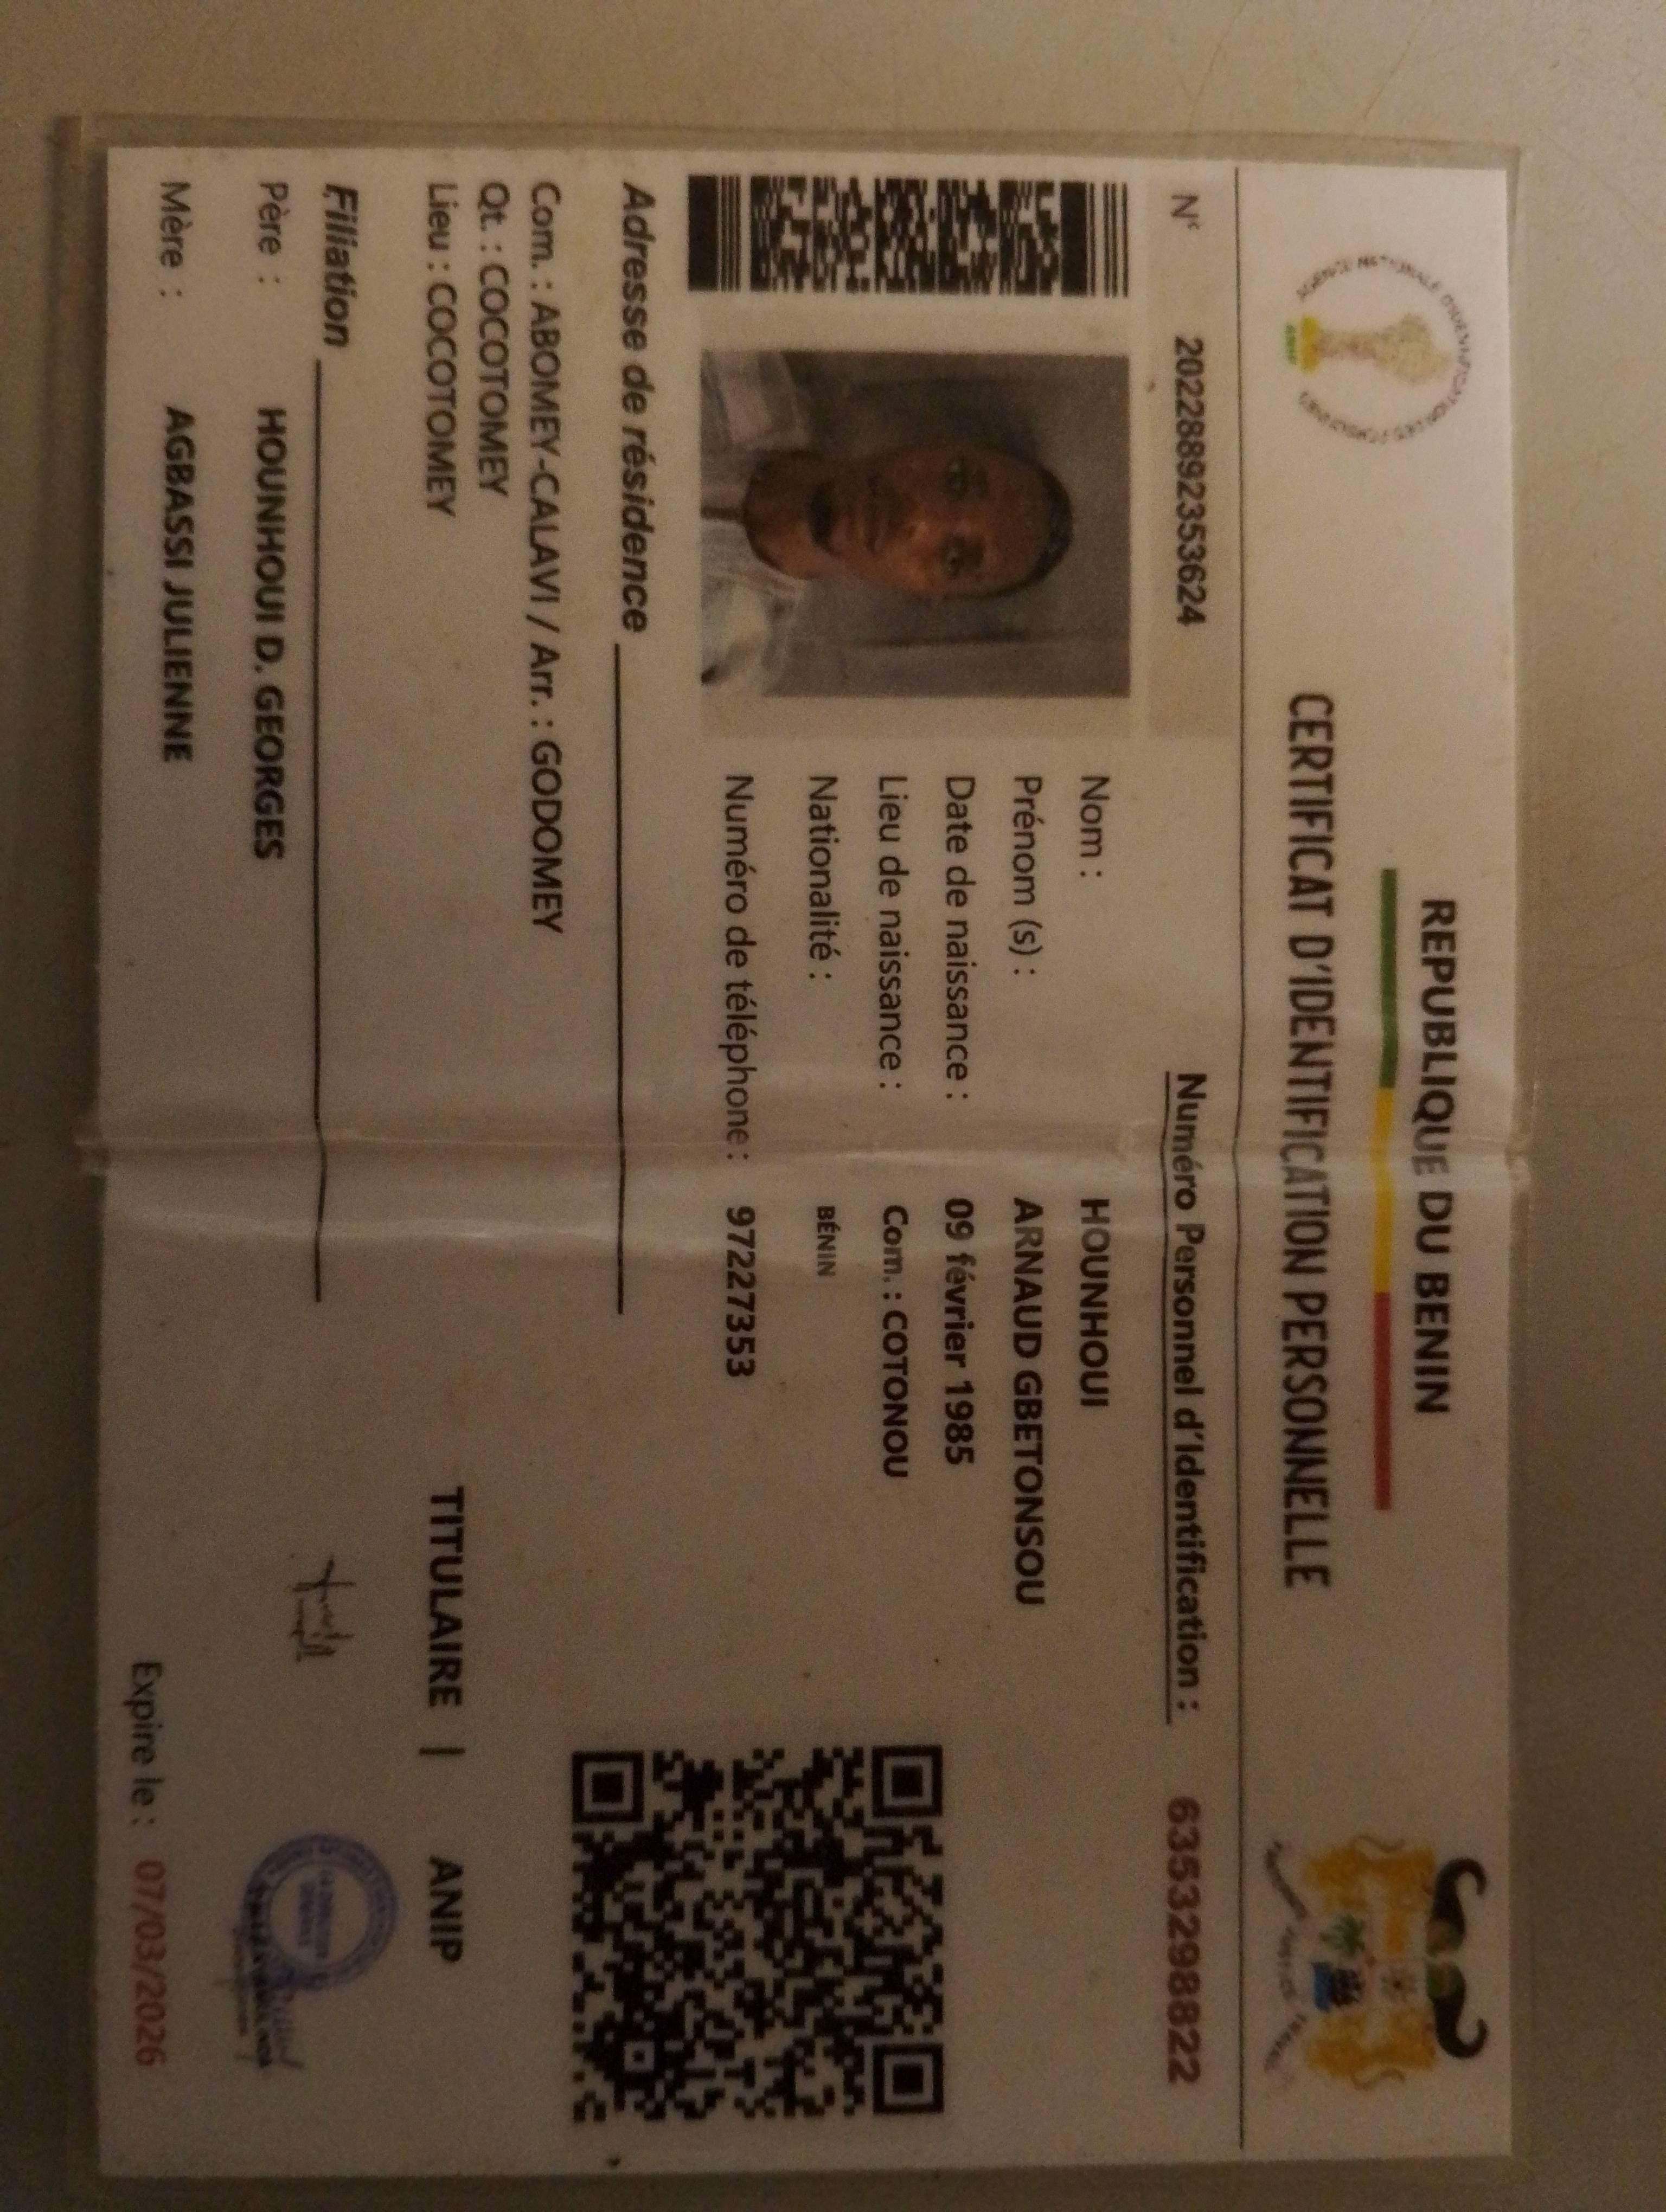 REPUBLIQUE DU BENIN
CERTIFICAT D'IDENTIFICATION PERSONNELLE
AGENCE NATIONALE D'IDENTIFICATION DES PERSONNES
ANIP
N° 20228892353624
Numéro Personnel d'Identification : 6353298822
Nom : HOUNHOUI
Prénom (s) : ARNAUD GBETONSOU
Date de naissance : 09 février 1985
Lieu de naissance : Com. : COTONOU
Nationalité : BÉNIN
Numéro de téléphone : 97227353
Adresse de résidence
Com. : ABOMEY-CALAVI / Arr. : GODOMEY
Qt. : COCOTOMEY
Lieu : COCOTOMEY
TITULAIRE | ANIP
Filiation
Père : HOUNHOUI D. GEORGES
Mère : AGBASSI JULIENNE
Expire le : 07/03/2026